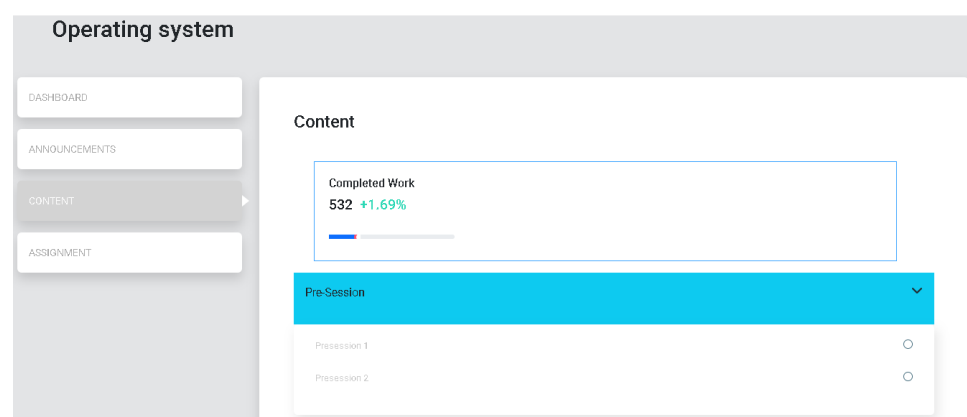 Operating system
DASHBOARD
ANNOUNCEMENTS
CONTENT
ASSIGNMENT
Content
Completed Work
532 +1.69%
Pre-Session
Presession 1
Presession 2